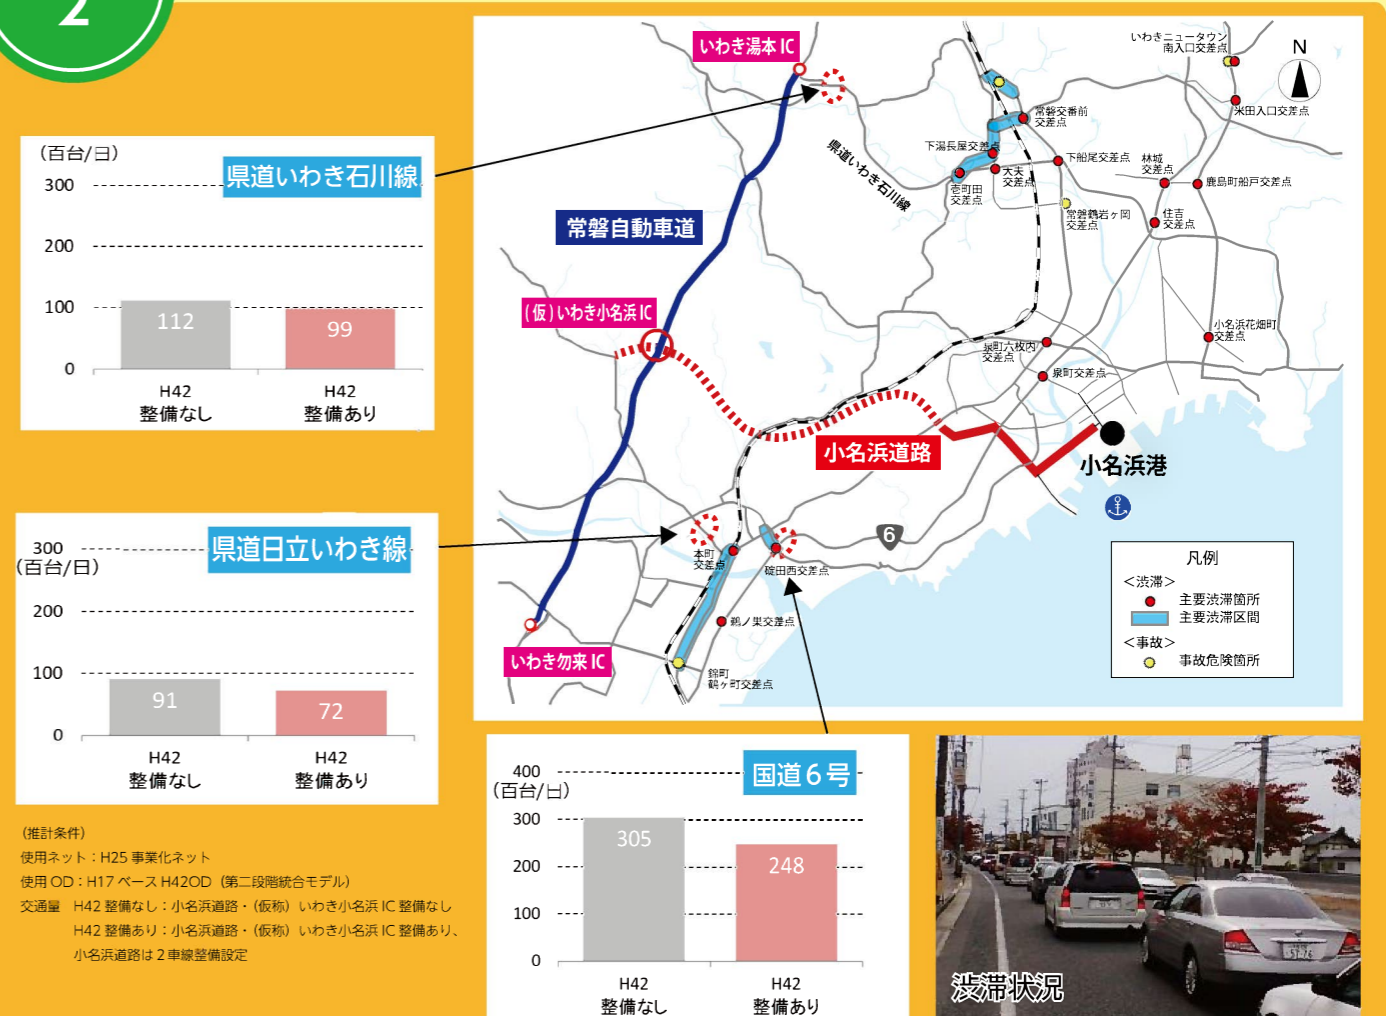 2
いわき湯本 IC
いわきニュータウン
南入口交差点
N
米田入口交差点
常磐交番前
交差点
下湯長屋交差点
県道いわき石川線
大夫
交差点
下船尾交差点
林城
交差点
鹿島町船戸交差点
壱町田
交差点
常磐鶴岩ヶ岡
交差点
住吉
交差点
常磐自動車道
(仮)いわき小名浜 IC
小名浜花畑町
交差点
泉町六枚内
交差点
泉町交差点
小名浜道路
小名浜港
6
本町
交差点
碇田西交差点
鵜ノ巣交差点
いわき勿来 IC
錦町
鶴ヶ町交差点
凡例
＜渋滞＞
主要渋滞箇所
主要渋滞区間
＜事故＞
事故危険箇所
(百台/日)
県道いわき石川線
300
200
100
0
112
99
H42
整備なし
H42
整備あり
県道日立いわき線
300
(百台/日)
200
100
0
91
72
H42
整備なし
H42
整備あり
国道６号
400
(百台/日)
300
200
100
0
305
248
H42
整備なし
H42
整備あり
(推計条件)
使用ネット：H25 事業化ネット
使用 OD：H17 ベース H42OD（第二段階統合モデル）
交通量　H42 整備なし：小名浜道路・(仮称) いわき小名浜 IC 整備なし
H42 整備あり：小名浜道路・(仮称) いわき小名浜 IC 整備あり、
小名浜道路は 2 車線整備設定
渋滞状況